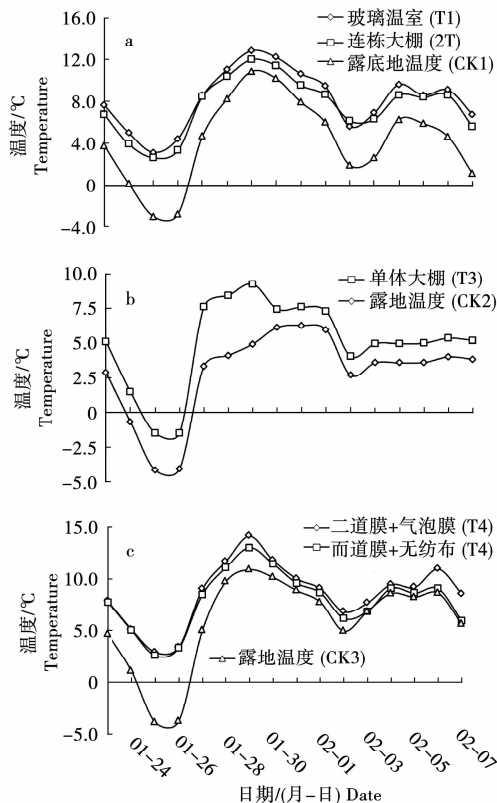 a
玻璃温室 (T1)
连栋大棚 (2T)
露底地温度 (CK1)
16.0
12.0
8.0
4.0
0
-4.0
温度/℃
Temperature
b
单体大棚 (T3)
露地温度 (CK2)
10.0
7.5
5.0
2.5
0
-2.5
-5.0
温度/℃
Temperature
c
二道膜+气泡膜 (T4)
而道膜+无纺布 (T4)
露地温度 (CK3)
15.0
10.0
5.0
0
-5.0
温度/℃
Temperature
01-24
01-26
01-28
01-30
02-01
02-03
02-05
02-07
日期/(月-日) Date